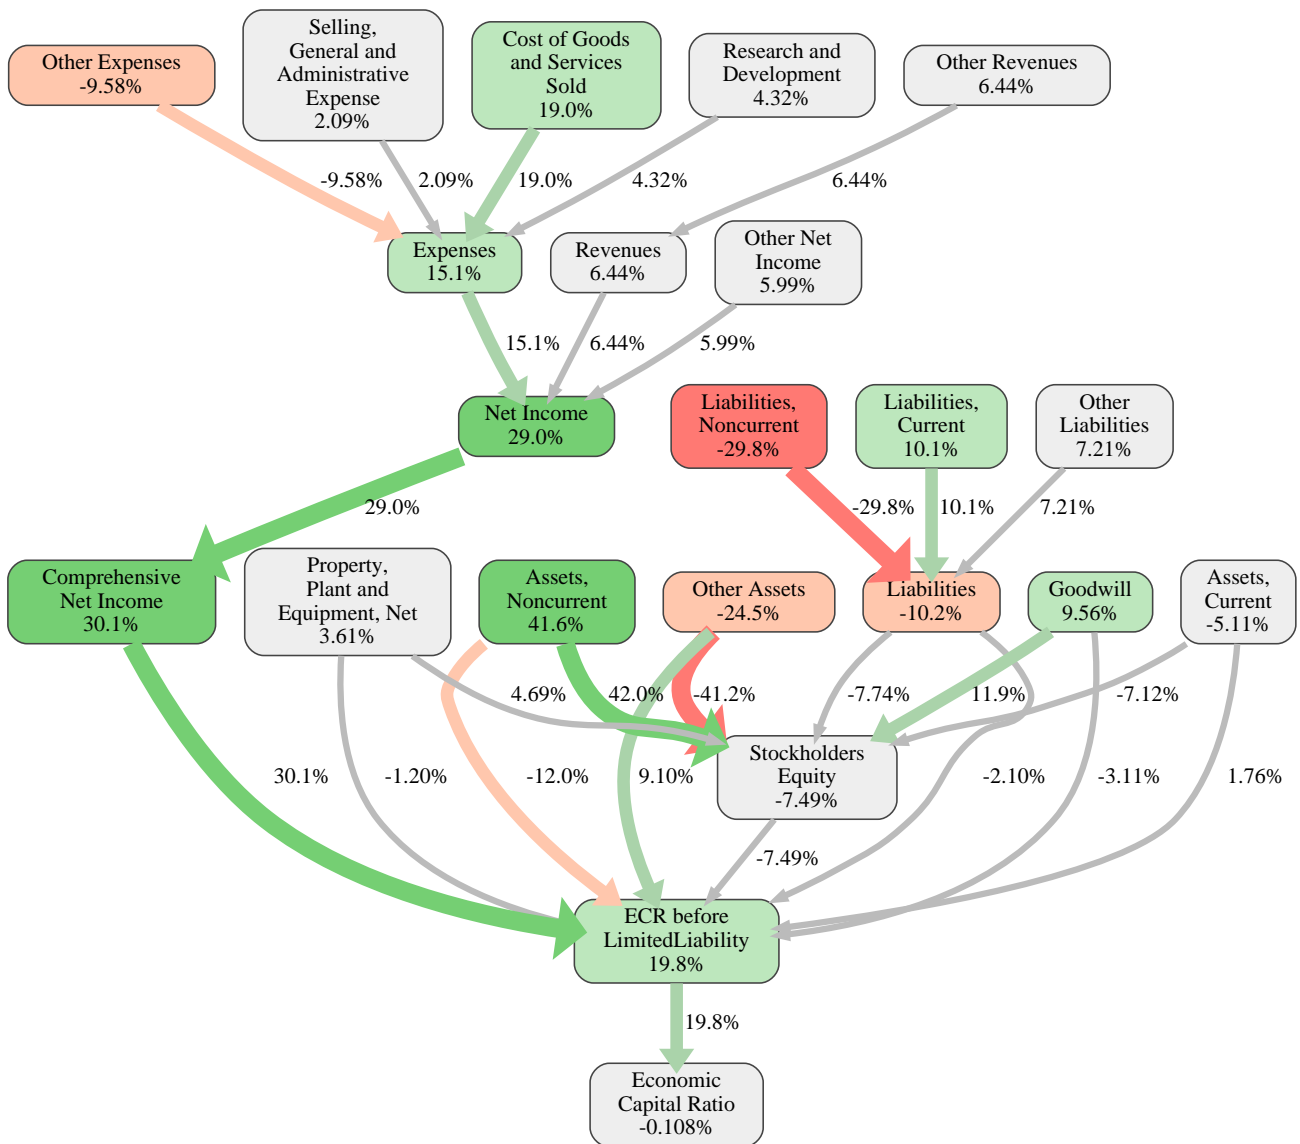 Other Expenses
-9.58%
Selling,
General and
Administrative
Expense
2.09%
Cost of Goods
and Services
Sold
19.0%
Research and
Development
4.32%
Other Revenues
6.44%
-9.58%
2.09%
19.0%
4.32%
6.44%
Expenses
15.1%
Revenues
6.44%
Other Net
Income
5.99%
15.1%
6.44%
5.99%
Net Income
29.0%
Liabilities,
Noncurrent
-29.8%
Liabilities,
Current
10.1%
Other
Liabilities
7.21%
29.0%
-29.8%
10.1%
7.21%
Comprehensive
Net Income
30.1%
Property,
Plant and
Equipment, Net
3.61%
Assets,
Noncurrent
41.6%
Other Assets
-24.5%
Liabilities
-10.2%
Goodwill
9.56%
Assets,
Current
-5.11%
4.69%
42.0%
-41.2%
-7.74%
11.9%
-7.12%
Stockholders
Equity
-7.49%
30.1%
-1.20%
-12.0%
9.10%
-2.10%
-3.11%
1.76%
-7.49%
ECR before
LimitedLiability
19.8%
19.8%
Economic
Capital Ratio
-0.108%